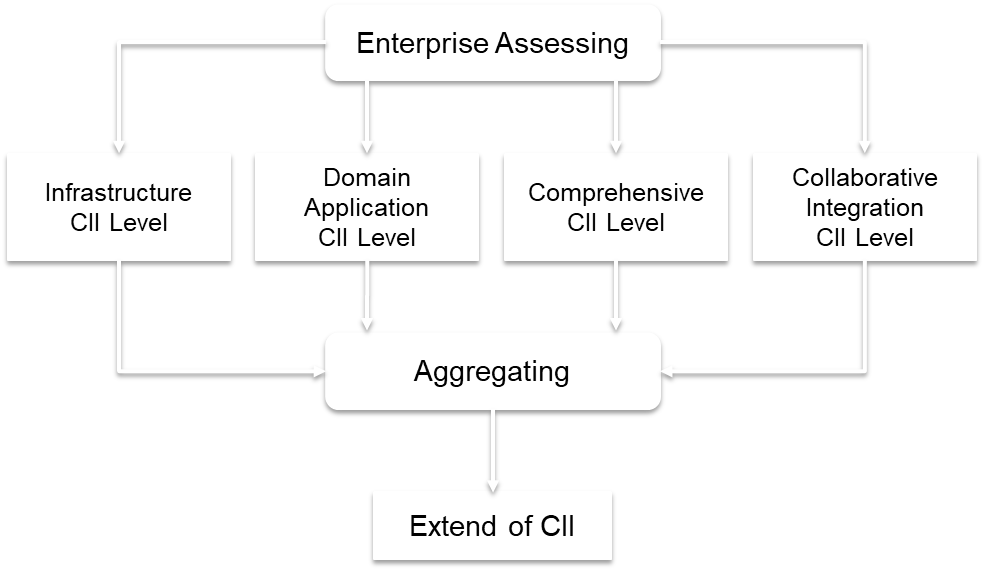 Enterprise Assessing
Infrastructure
CII Level
Domain
Application
CII Level
Comprehensive
CII Level
Collaborative
Integration
CII Level
Aggregating
Extend of CII